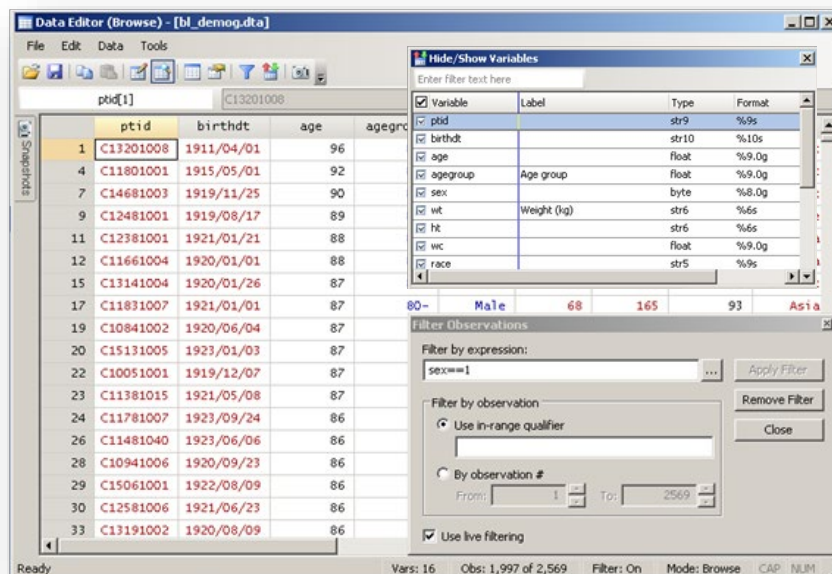 Data Editor (Browse) - [bl_demog.dta]
File Edit Data Tools
ptid[1] C13201008
Snapshots
ptid birthdt age agegro
1 C13201008 1911/04/01 96
4 C11801001 1915/05/01 92
7 C14681003 1919/11/25 90
9 C12481001 1919/08/17 89
11 C12381001 1921/01/21 88
12 C11661004 1920/01/01 88
15 C13141004 1920/01/26 87
17 C11831007 1921/01/01 87 80- Male 68 165 93 Asia
19 C10841002 1920/06/04 87
20 C15131005 1923/01/03 87
22 C10051001 1919/12/07 87
23 C11381015 1921/05/08 87
24 C11781007 1923/09/24 86
26 C11481040 1923/06/06 86
28 C10941006 1920/09/23 86
29 C15061001 1922/08/09 86
30 C12581006 1921/06/23 86
33 C13191002 1920/08/09 86
Hide/Show Variables
Enter filter text here
Variable Label Type Format
ptid str9 %9s
birthdt str10 %10s
age float %9.0g
agegroup Age group float %9.0g
sex byte %8.0g
wt Weight (kg) str6 %6s
ht str6 %6s
wc float %9.0g
race str5 %9s
Filter Observations
Filter by expression:
sex==1 ... Apply Filter
Filter by observation Remove Filter
Use in-range qualifier Close
By observation #
From: 1 To: 2569
Use live filtering
Ready Vars: 16 Obs: 1,997 of 2,569 Filter: On Mode: Browse CAP NUM